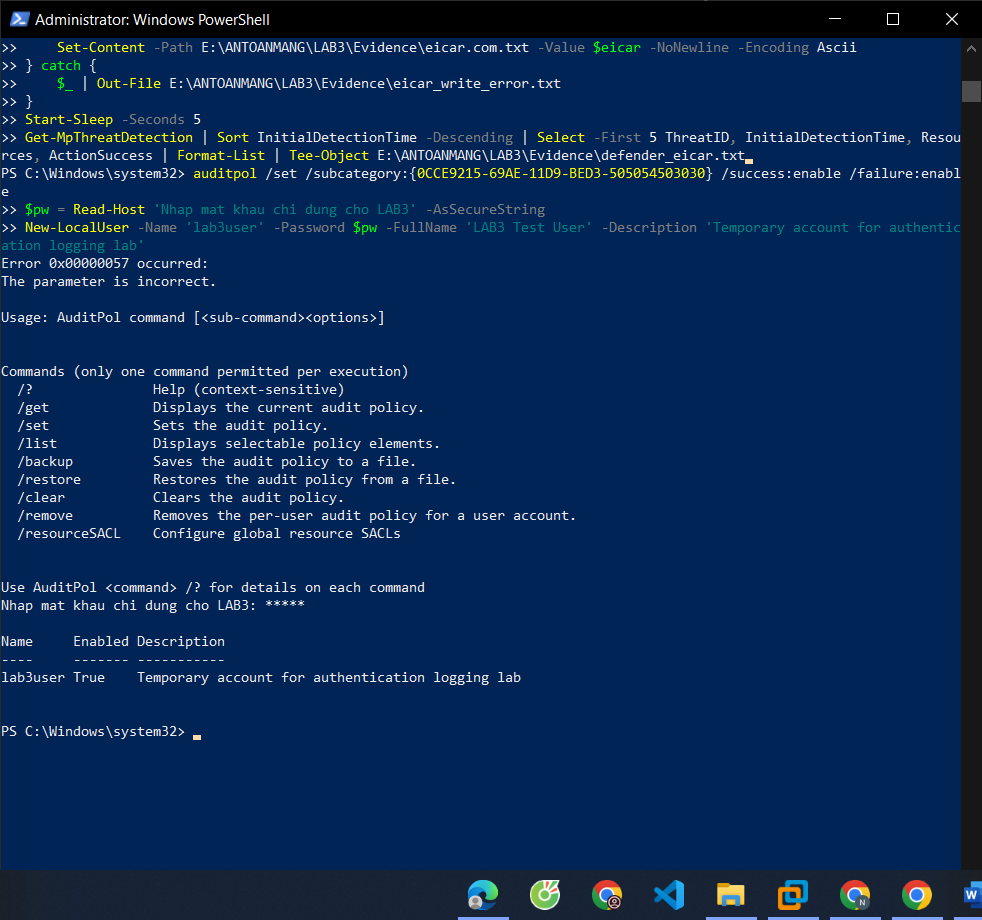 Administrator: Windows PowerShell
>>     Set-Content -Path E:\ANTOANMANG\LAB3\Evidence\eicar.com.txt -Value $eicar -NoNewline -Encoding Ascii
>> } catch {
>>     $_ | Out-File E:\ANTOANMANG\LAB3\Evidence\eicar_write_error.txt
>> }
>> Start-Sleep -Seconds 5
>> Get-MpThreatDetection | Sort InitialDetectionTime -Descending | Select -First 5 ThreatID, InitialDetectionTime, Resou
rces, ActionSuccess | Format-List | Tee-Object E:\ANTOANMANG\LAB3\Evidence\defender_eicar.txt
PS C:\Windows\system32> auditpol /set /subcategory:{0CCE9215-69AE-11D9-BED3-505054503030} /success:enable /failure:enabl
e
>> $pw = Read-Host 'Nhap mat khau chi dung cho LAB3' -AsSecureString
>> New-LocalUser -Name 'lab3user' -Password $pw -FullName 'LAB3 Test User' -Description 'Temporary account for authentic
ation logging lab'
Error 0x00000057 occurred:
The parameter is incorrect.
Usage: AuditPol command [<sub-command><options>]
Commands (only one command permitted per execution)
  /?               Help (context-sensitive)
  /get             Displays the current audit policy.
  /set             Sets the audit policy.
  /list            Displays selectable policy elements.
  /backup          Saves the audit policy to a file.
  /restore         Restores the audit policy from a file.
  /clear           Clears the audit policy.
  /remove          Removes the per-user audit policy for a user account.
  /resourceSACL    Configure global resource SACLs
Use AuditPol <command> /? for details on each command
Nhap mat khau chi dung cho LAB3: *****
Name     Enabled Description
----     ------- -----------
lab3user True    Temporary account for authentication logging lab
PS C:\Windows\system32>
N
W